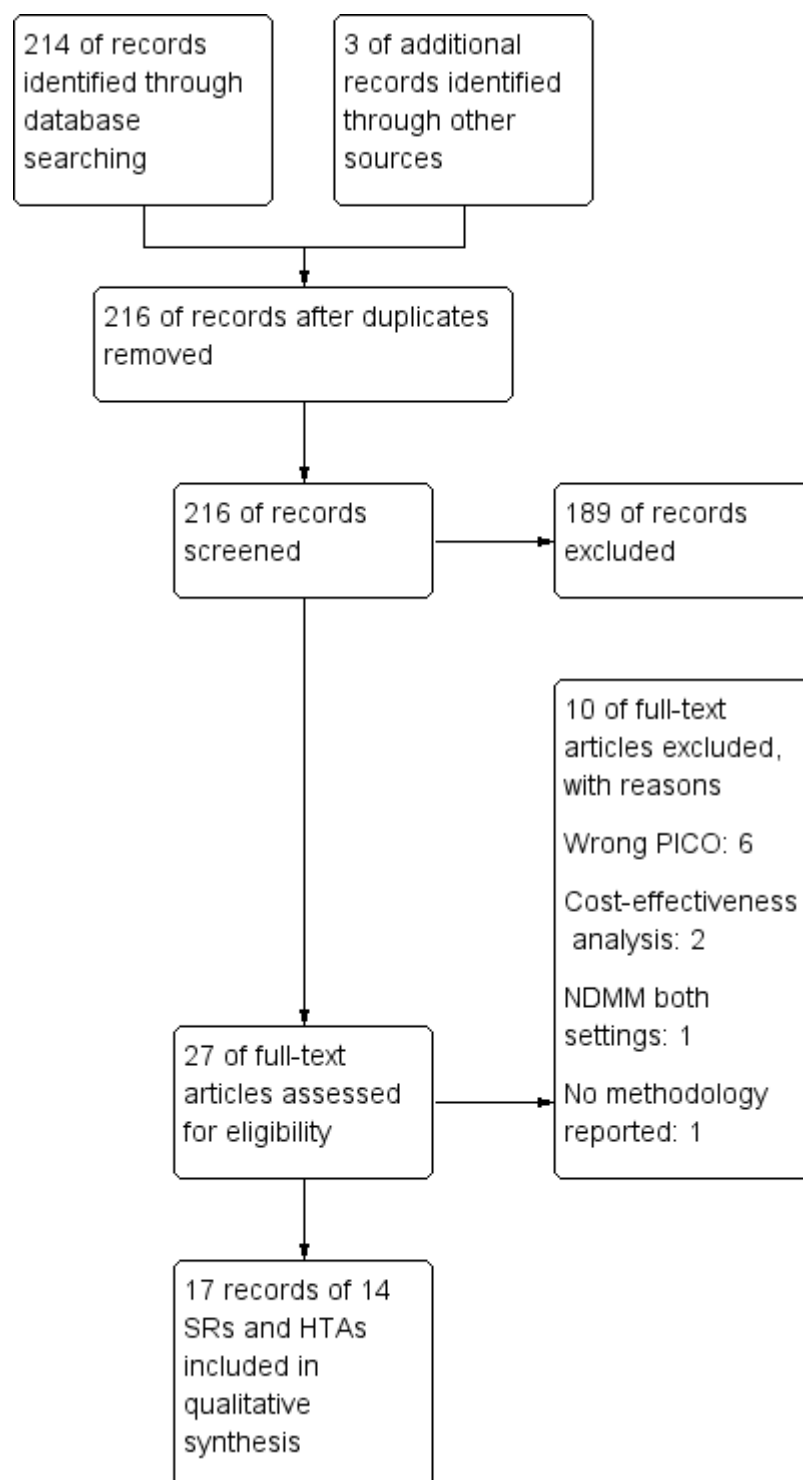 214 of records
identified through
database
searching
3 of additional
records identified
through other
sources
216 of records after duplicates
removed
216 of records
screened
189 of records
excluded
10 of full-text
articles excluded,
with reasons
Wrong PICO: 6
Cost-effectiveness
analysis: 2
NDMM both
settings: 1
No methodology
reported: 1
27 of full-text
articles assessed
for eligibility
17 records of 14
SRs and HTAs
included in
qualitative
synthesis